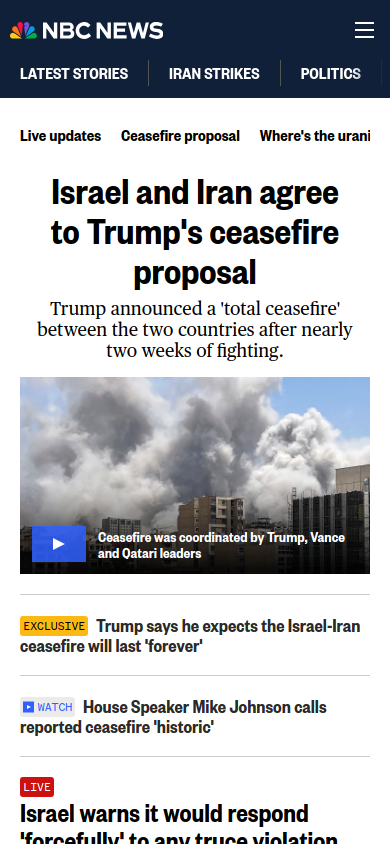 NBC NEWS
LATEST STORIES IRAN STRIKES POLITICS
Live updates Ceasefire proposal Where's the urani
Israel and Iran agree
to Trump's ceasefire
proposal
Trump announced a 'total ceasefire'
between the two countries after nearly
two weeks of fighting.
Ceasefire was coordinated by Trump, Vance
and Qatari leaders
EXCLUSIVE Trump says he expects the Israel-Iran
ceasefire will last 'forever'
WATCH House Speaker Mike Johnson calls
reported ceasefire 'historic'
LIVE
Israel warns it would respond
'forcefully' to any truce violation